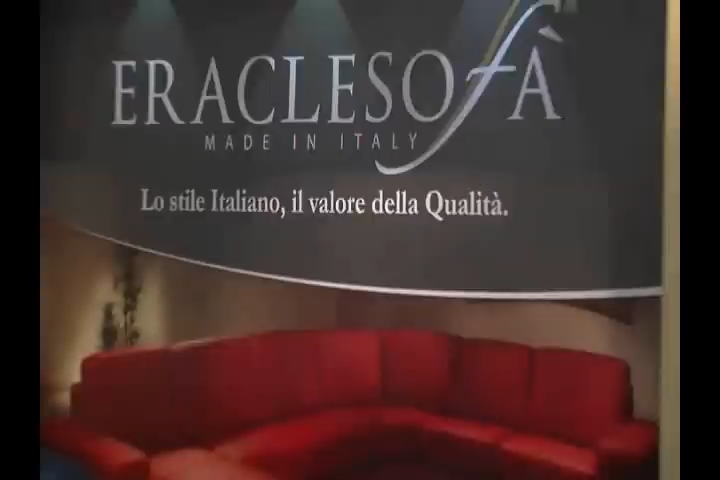 ERACLESOFÀ
MADE IN ITALY
Lo stile Italiano, il valore della Qualità.